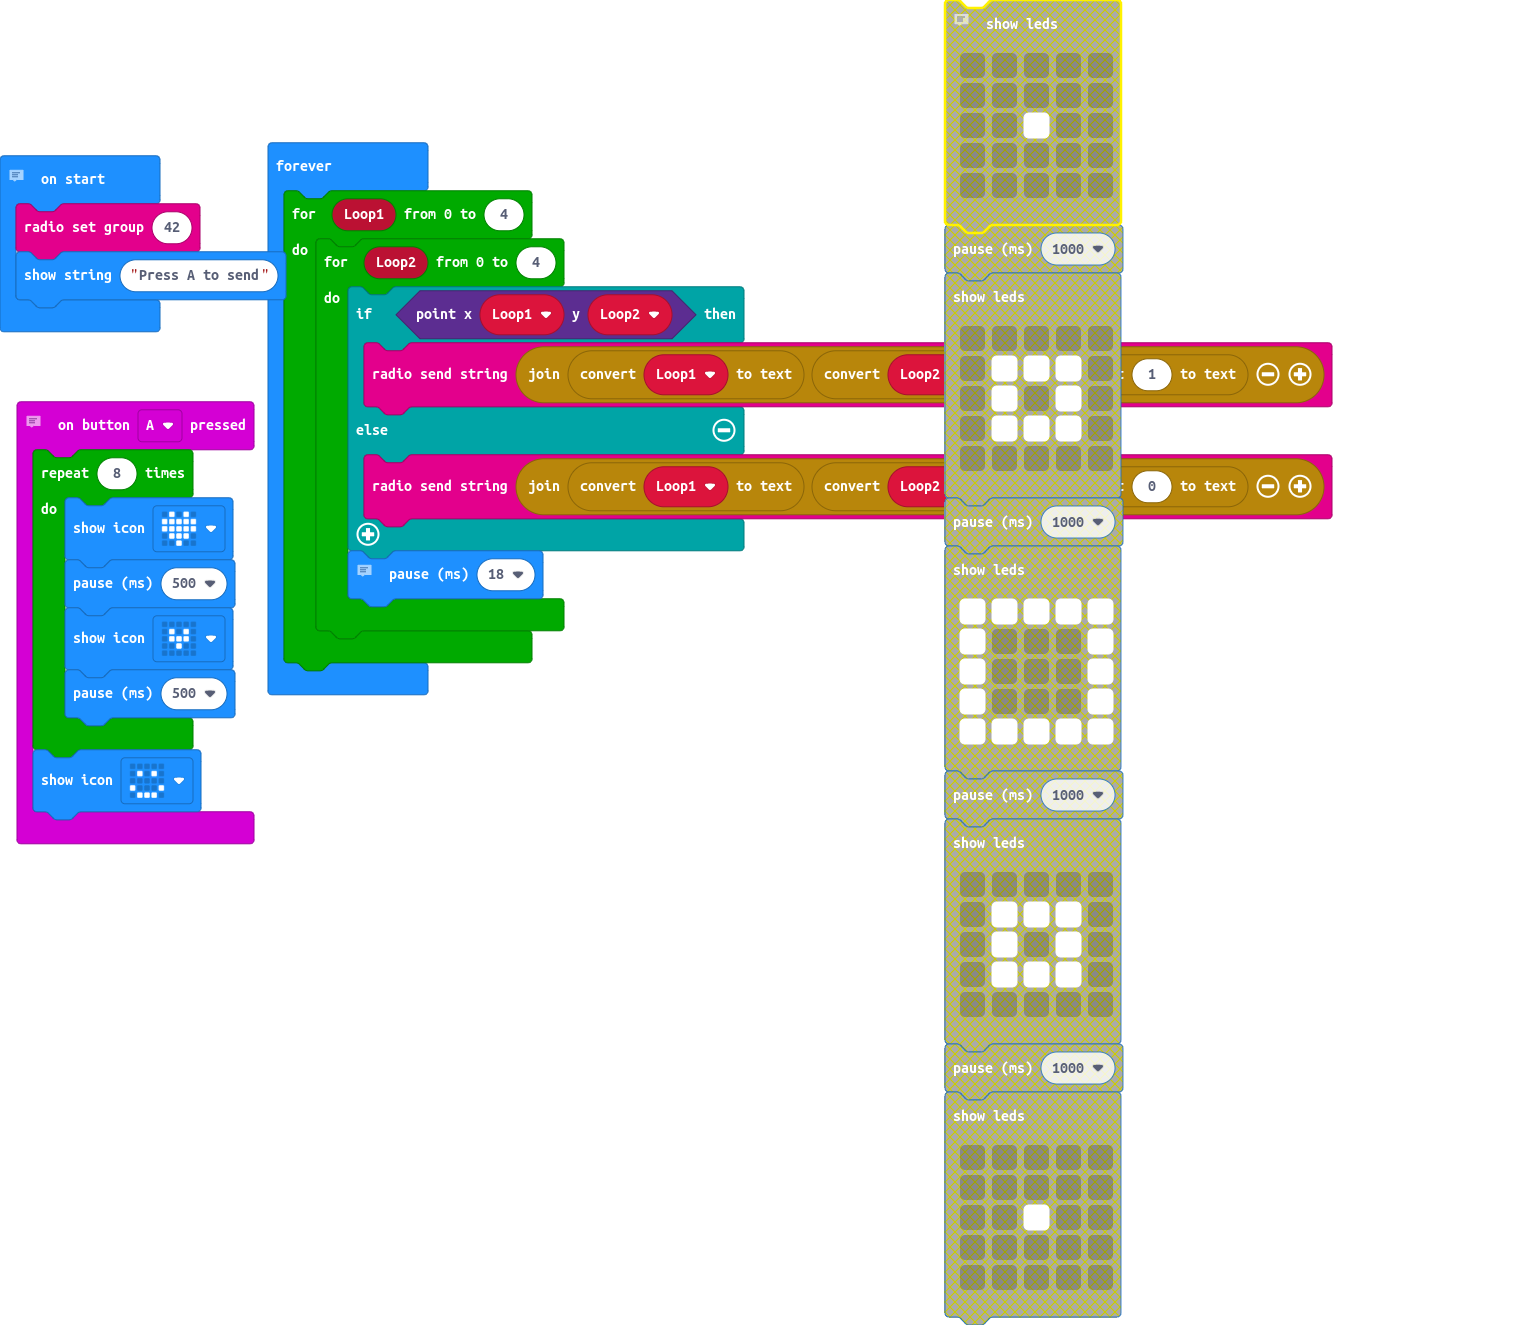 on start
radio set group 42
show string "Press A to send"
on button A pressed
repeat 8 times
do
show icon
pause (ms) 500
show icon
pause (ms) 500
show icon
forever
for Loop1 from 0 to 4
do
for Loop2 from 0 to 4
do
if point x Loop1 y Loop2 then
radio send string join convert Loop1 to text convert Loop2 1 to text
else
radio send string join convert Loop1 to text convert Loop2 0 to text
pause (ms) 18
show leds
pause (ms) 1000
show leds
pause (ms) 1000
show leds
pause (ms) 1000
show leds
pause (ms) 1000
show leds